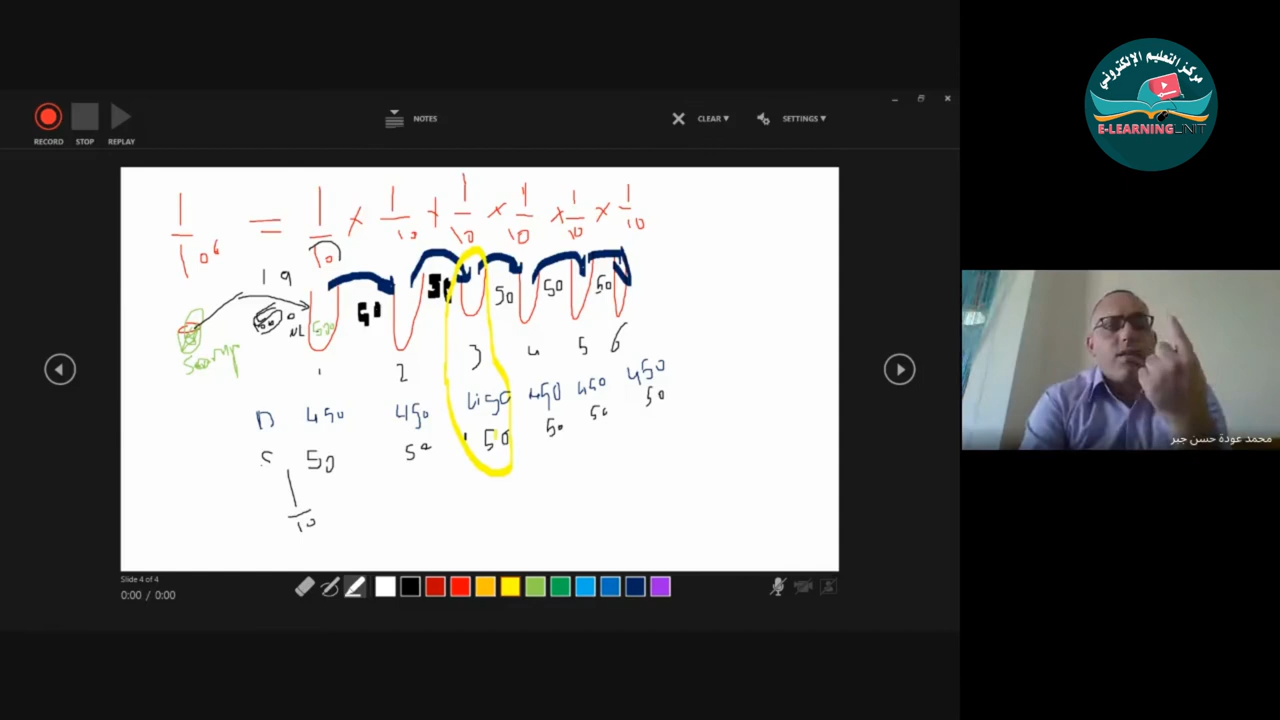 مركز التعليم الإلكتروني
E-LEARNING UNIT
RECORD STOP REPLAY
NOTES
CLEAR
SETTINGS
1/10⁶ = 1/10 × 1/10 × 1/10 × 1/10 × 1/10 × 1/10
1 9
50 50 50 50
500
1 2 3 4 5 6
D 450 450 450 450 450 450
S 50 50 50 50 50 50
1/10
محمد عودة حسن جبر
Slide 4 of 4
0:00 / 0:00